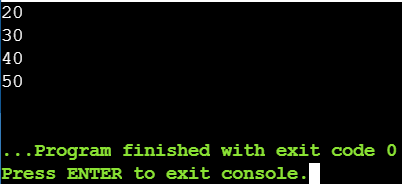 20
30
40
50
...Program finished with exit code 0
Press ENTER to exit console.